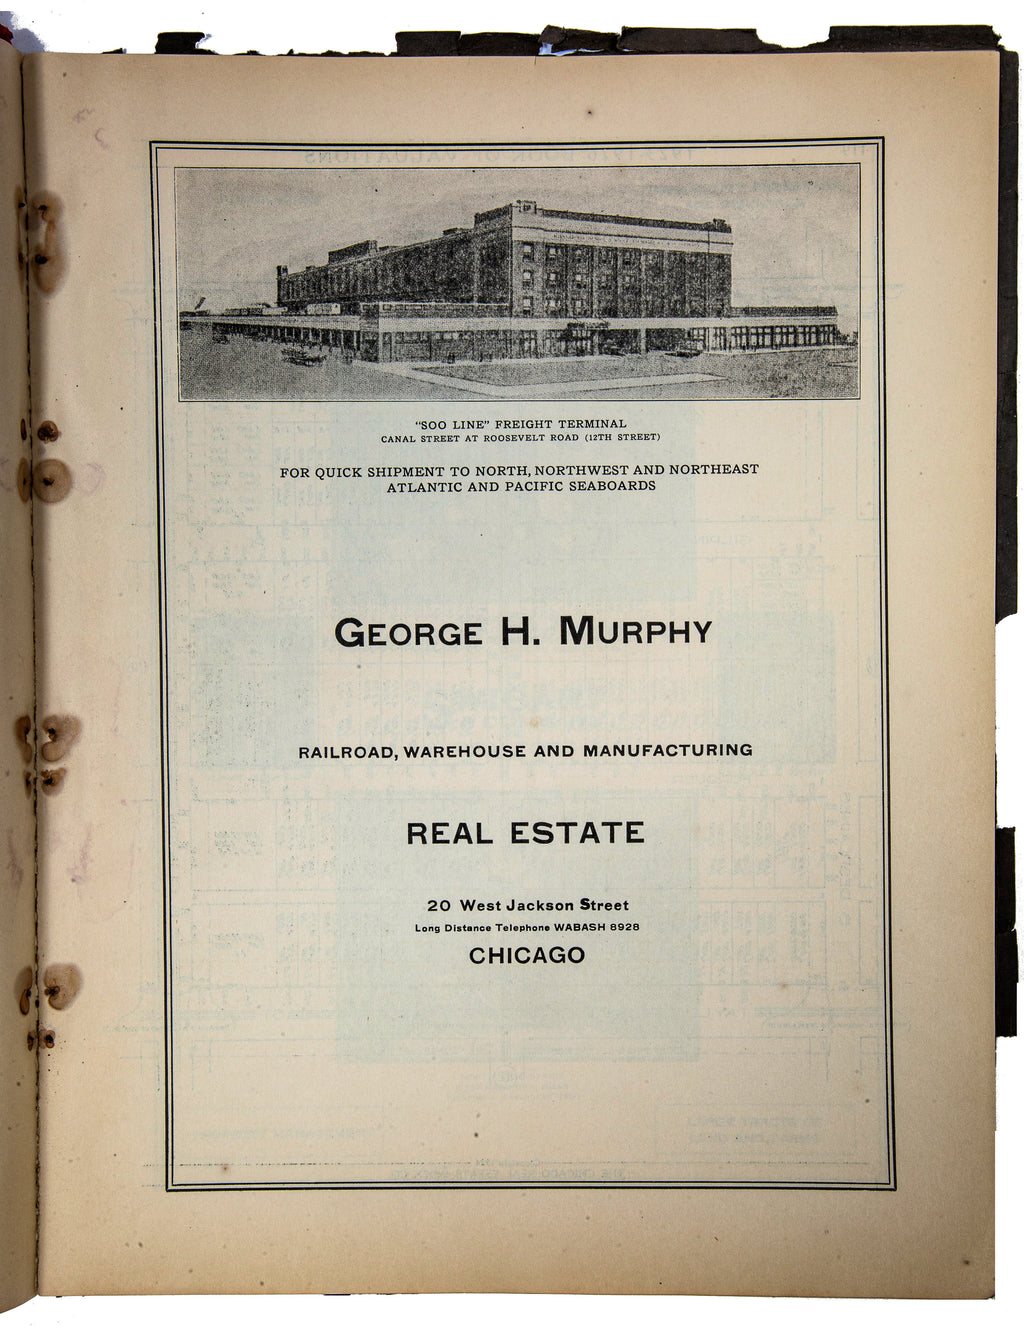 "SOO LINE" FREIGHT TERMINAL
CANAL STREET AT ROOSEVELT ROAD (12TH STREET)
FOR QUICK SHIPMENT TO NORTH, NORTHWEST AND NORTHEAST
ATLANTIC AND PACIFIC SEABOARDS
GEORGE H. MURPHY
RAILROAD, WAREHOUSE AND MANUFACTURING
REAL ESTATE
20 West Jackson Street
Long Distance Telephone WABASH 8928
CHICAGO